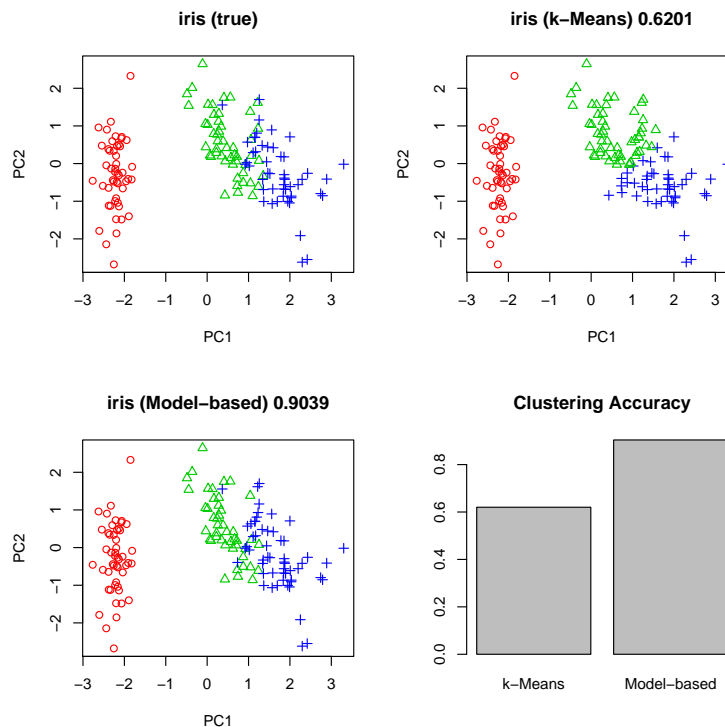 iris (true)
PC2
2
1
0
−1
−2
−3 −2 −1 0 1 2 3
PC1
iris (k−Means) 0.6201
PC2
2
1
0
−1
−2
−3 −2 −1 0 1 2 3
PC1
iris (Model−based) 0.9039
PC2
2
1
0
−1
−2
−3 −2 −1 0 1 2 3
PC1
Clustering Accuracy
0.8
0.6
0.4
0.2
0.0
k−Means Model−based